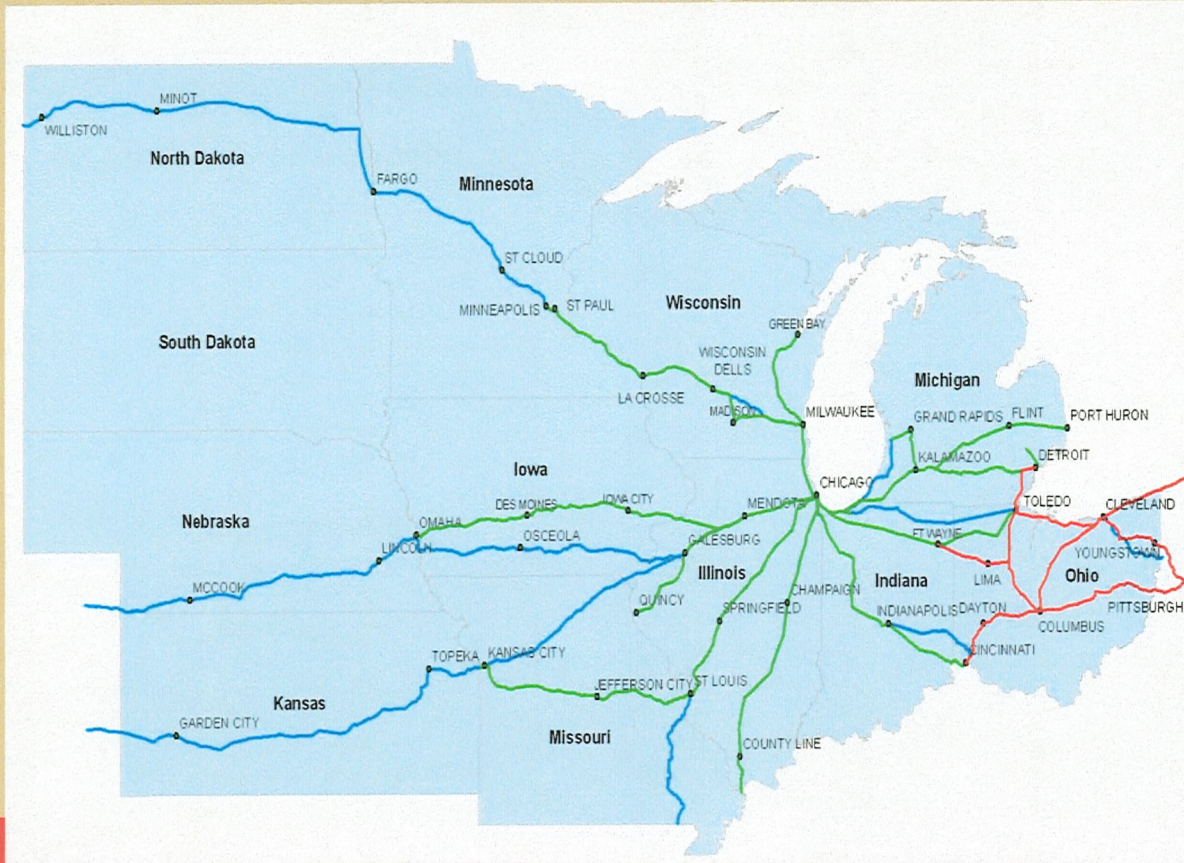 MINOT
WILLISTON
North Dakota
FARGO
Minnesota
ST CLOUD
MINNEAPOLIS
ST PAUL
Wisconsin
GREEN BAY
South Dakota
WISCONSIN
DELLS
LA CROSSE
MADISON
MILWAUKEE
Michigan
GRAND RAPIDS
FLINT
PORT HURON
KALAMAZOO
DETROIT
Iowa
CHICAGO
DES MOINES
IOWA CITY
MENDOTA
TOLEDO
CLEVELAND
Nebraska
OMAHA
LINCOLN
OSCEOLA
GALESBURG
FT WAYNE
YOUNGSTOWN
MCCOOK
Illinois
Indiana
LIMA
Ohio
QUINCY
SPRINGFIELD
CHAMPAIGN
INDIANAPOLIS
DAYTON
COLUMBUS
PITTSBURGH
TOPEKA
KANSAS CITY
CINCINNATI
JEFFERSON CITY
ST LOUIS
Kansas
GARDEN CITY
Missouri
COUNTY LINE